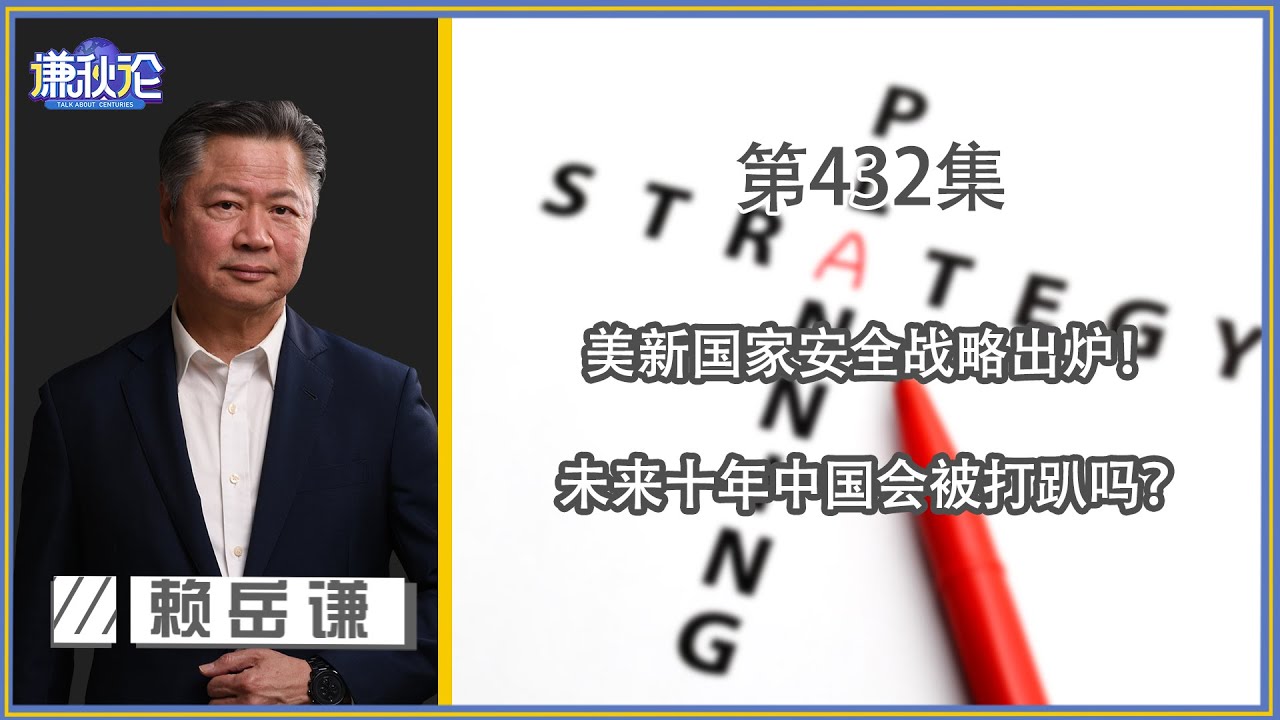 谦秋论
TALK ABOUT CENTURIES
赖岳谦
第432集
STRATEGY
PLANNING
美新国家安全战略出炉!
未来十年中国会被打趴吗?